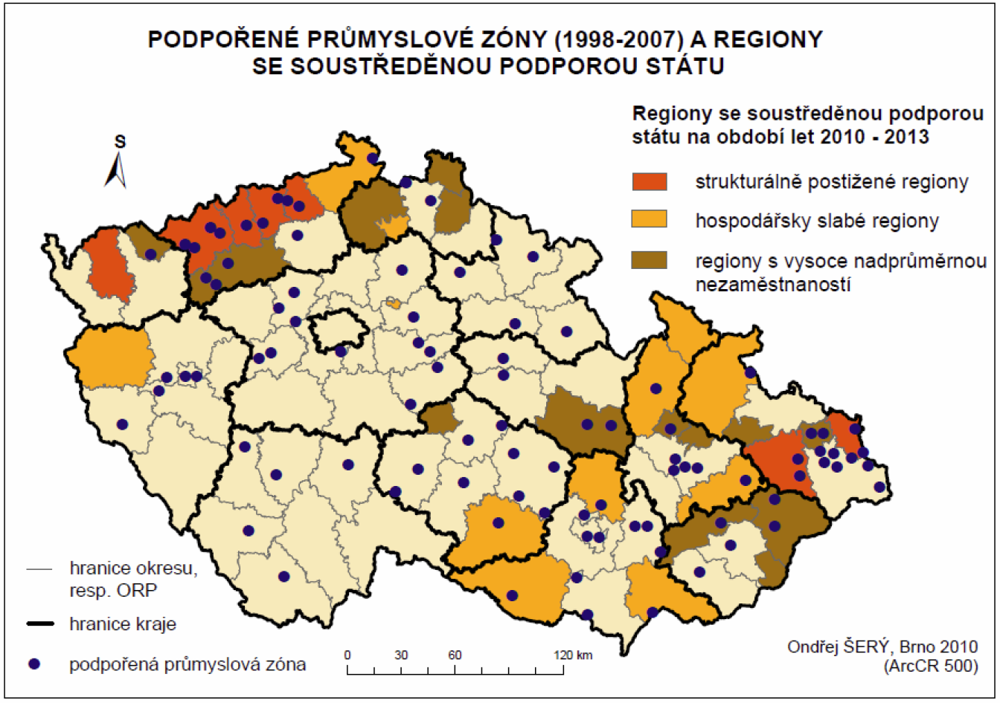 PODPOŘENÉ PRŮMYSLOVÉ ZÓNY (1998-2007) A REGIONY
SE SOUSTŘEDĚNOU PODPOROU STÁTU
Regiony se soustředěnou podporou
státu na období let 2010 - 2013
strukturálně postižené regiony
hospodářsky slabé regiony
regiony s vysoce nadprůměrnou
nezaměstnaností
S
hranice okresu,
resp. ORP
hranice kraje
podpořená průmyslová zóna
0 30 60 120 km
Ondřej ŠERÝ, Brno 2010
(ArcCR 500)